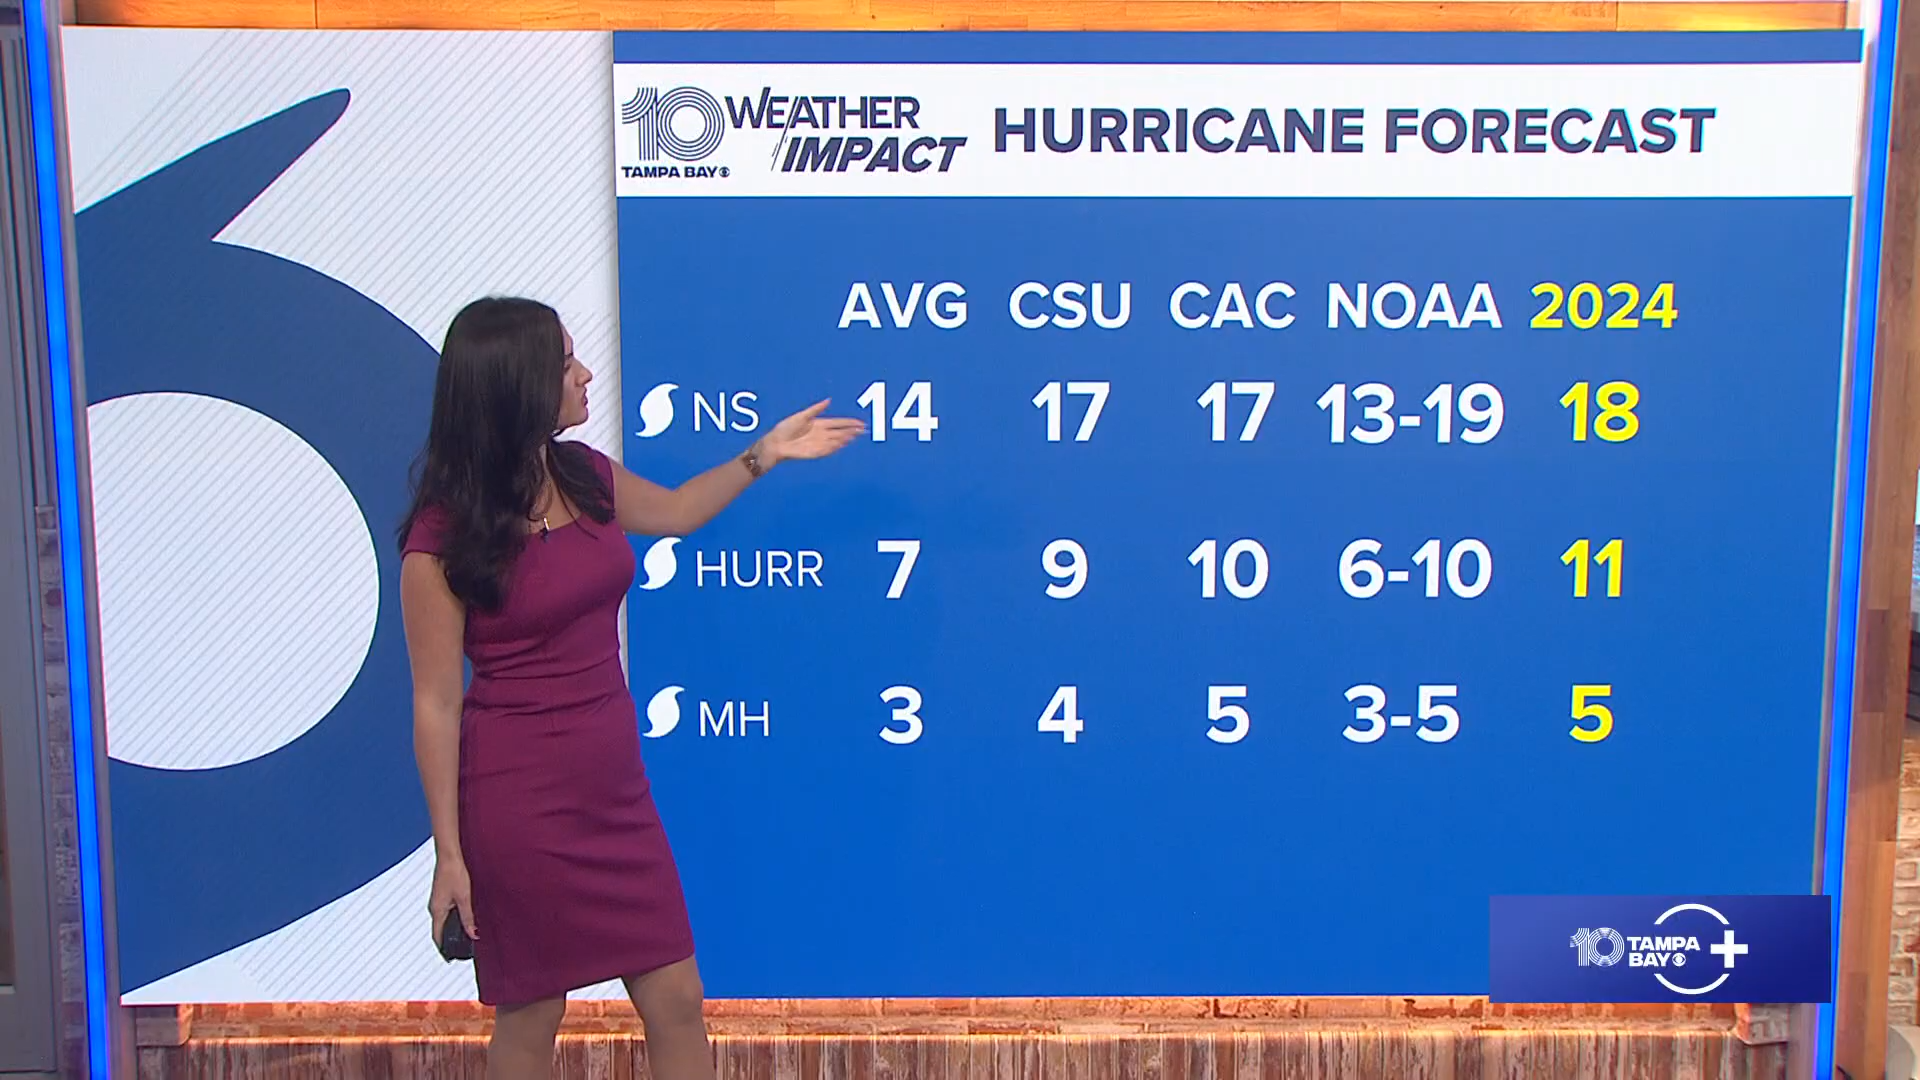 10 WEATHER IMPACT
TAMPA BAY
HURRICANE FORECAST
AVG CSU CAC NOAA 2024
NS 14 17 17 13-19 18
HURR 7 9 10 6-10 11
MH 3 4 5 3-5 5
10 TAMPA BAY +